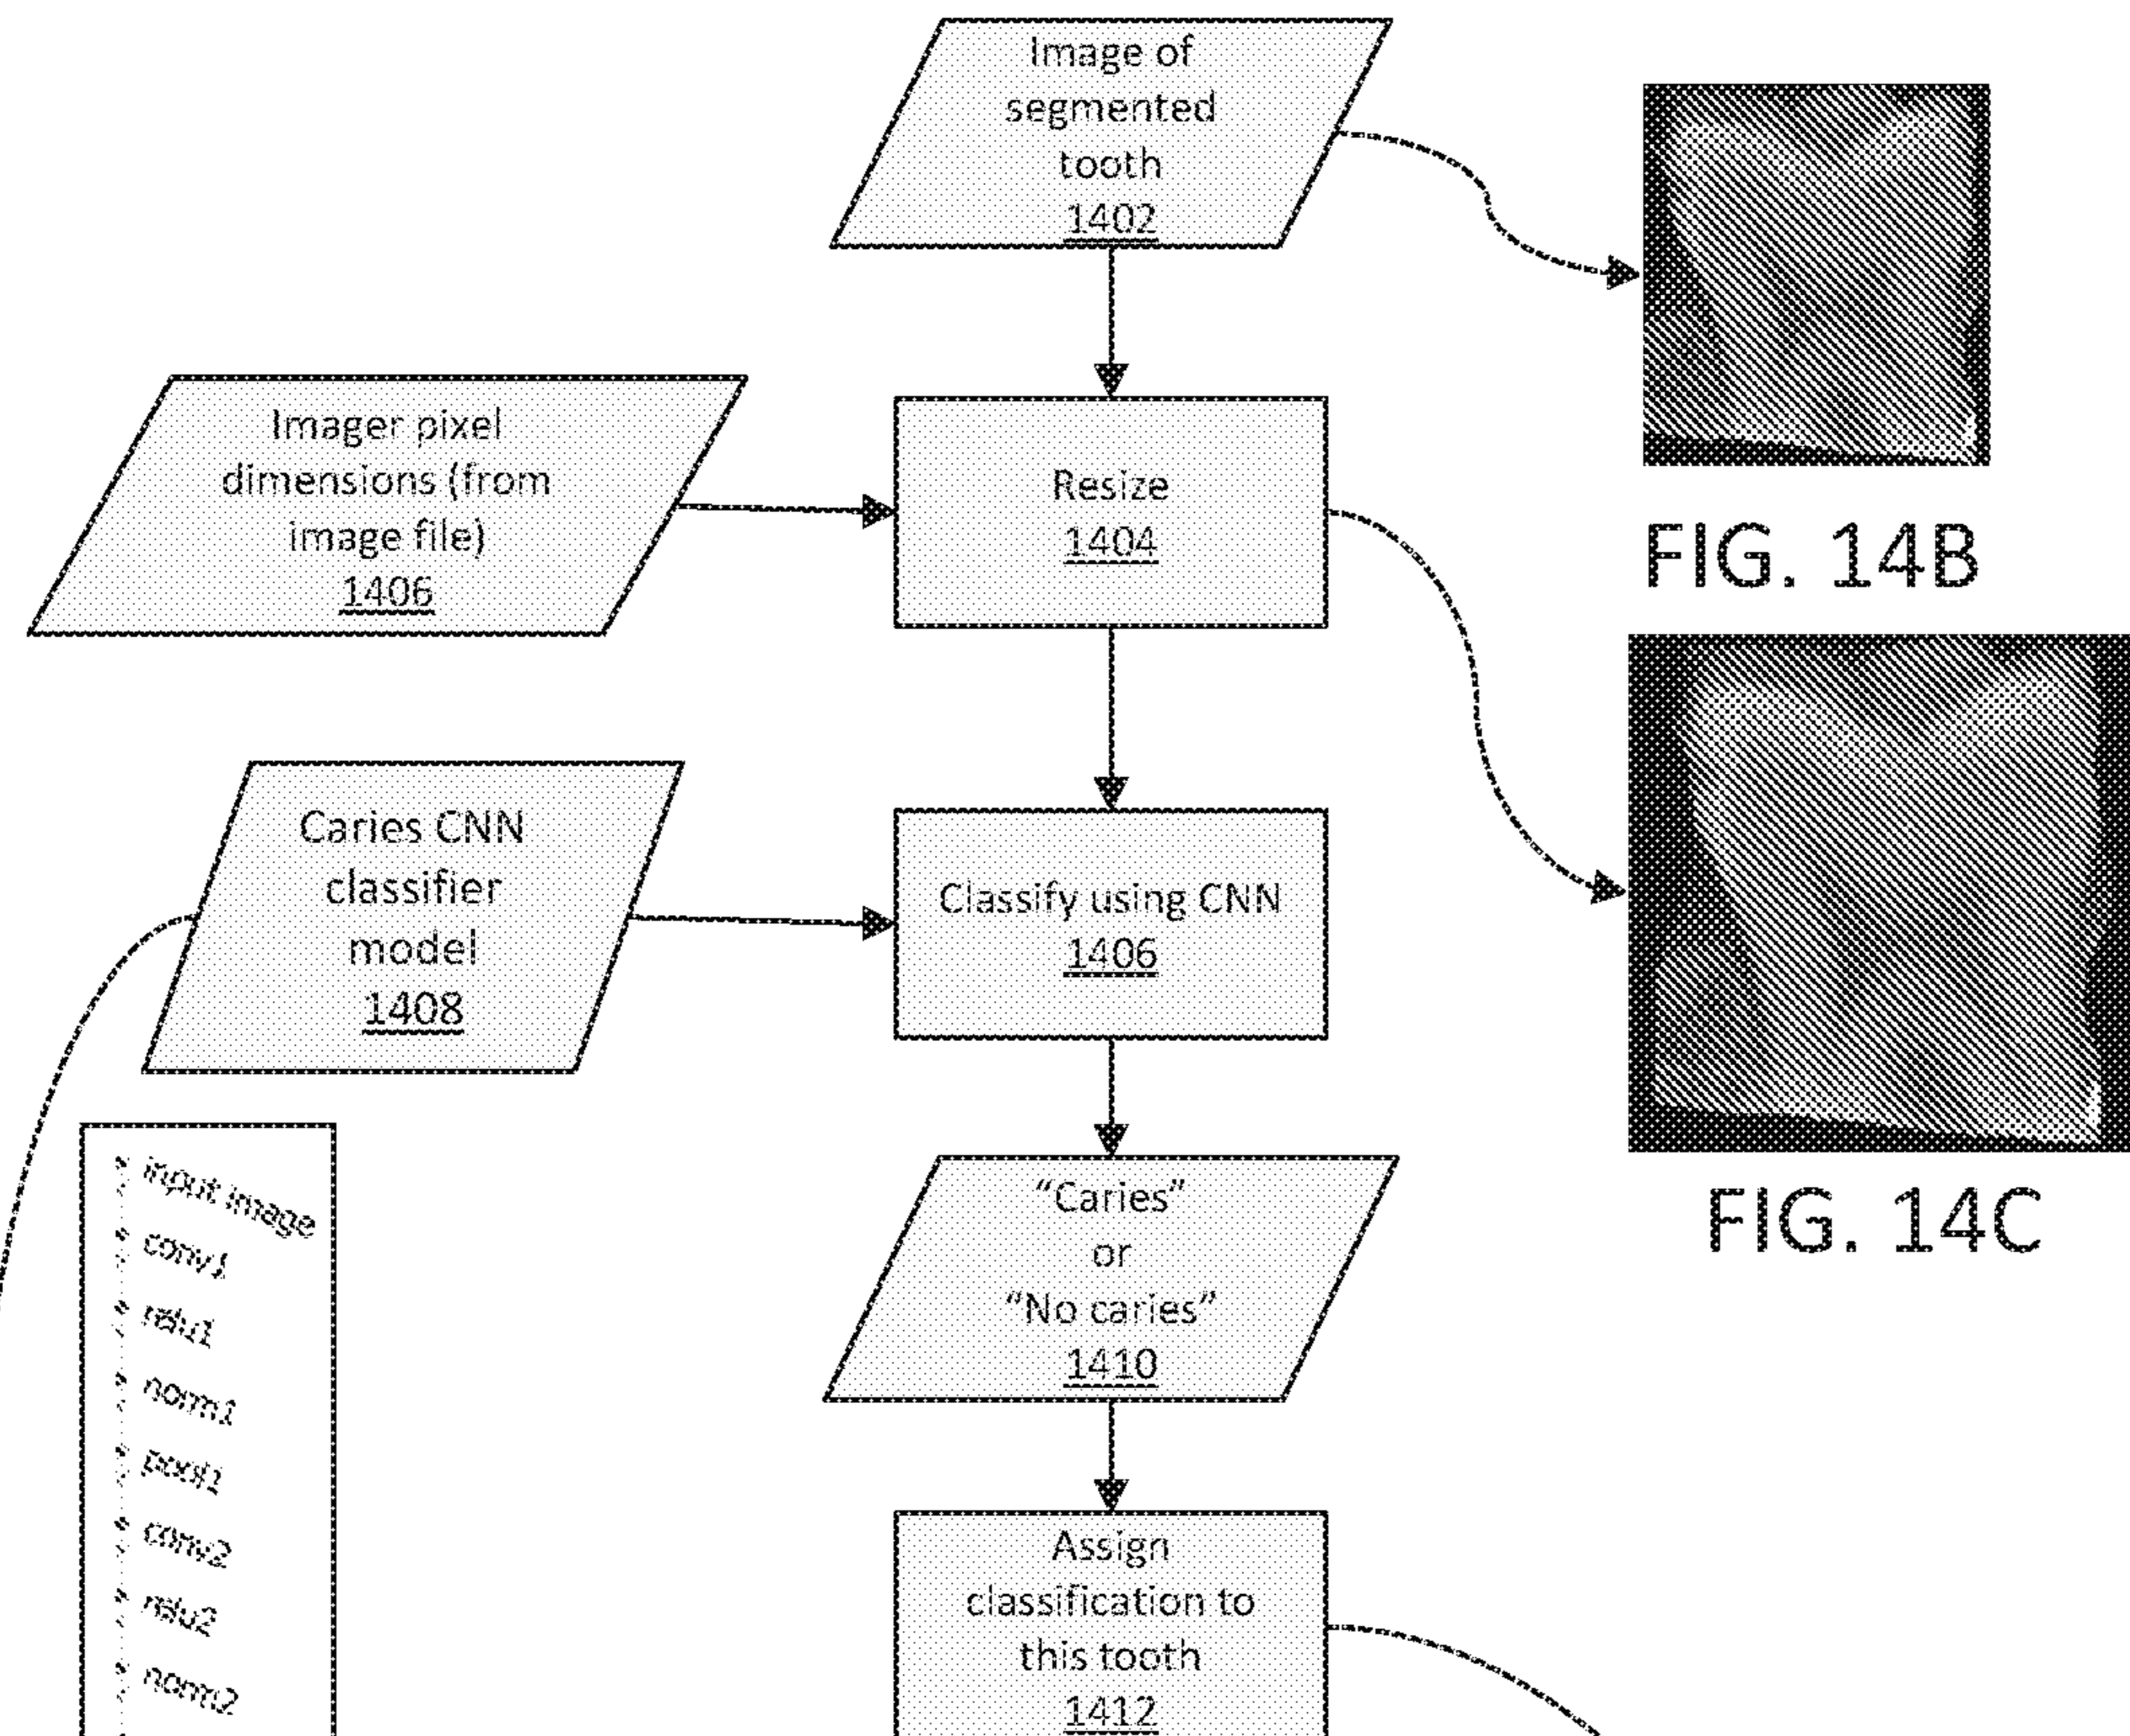 Image of
segmented
tooth
1402
Imager pixel
dimensions (from
image file)
1406
Resize
1404
FIG. 14B
Caries CNN
classifier
model
1408
Classify using CNN
1406
FIG. 14C
"Caries"
or
"No caries"
1410
input image
conv1
relu1
norm1
pool1
conv2
relu2
norm2
Assign
classification to
this tooth
1412